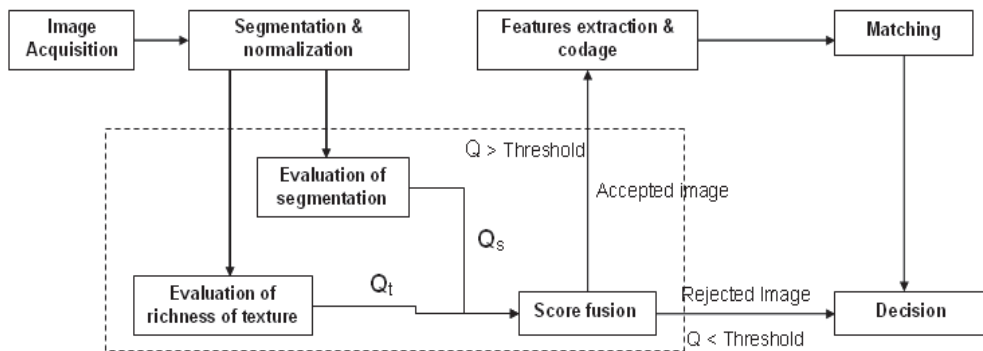 Image
Acquisition
Segmentation &
normalization
Features extraction &
codage
Matching
Q > Threshold
Evaluation of
segmentation
Accepted image
Qs
Evaluation of
richness of texture
Qt
Score fusion
Rejected Image
Q < Threshold
Decision